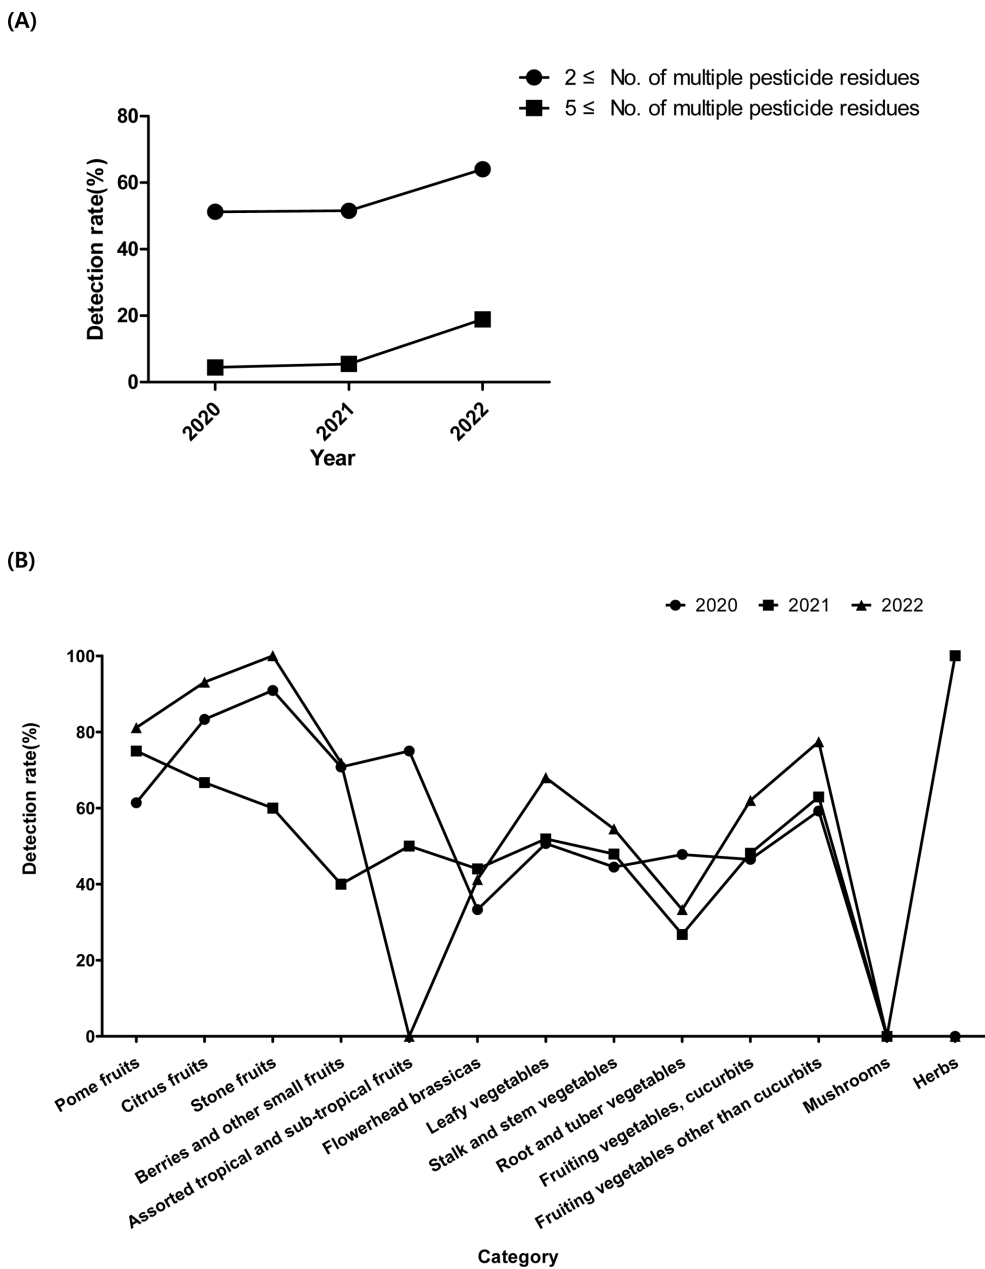 (A)
2 ≤ No. of multiple pesticide residues
5 ≤ No. of multiple pesticide residues
Detection rate(%)
80
60
40
20
0
2020
2021
2022
Year
(B)
2020
2021
2022
Detection rate(%)
100
80
60
40
20
0
Pome fruits
Citrus fruits
Stone fruits
Berries and other small fruits
Assorted tropical and sub-tropical fruits
Flowerhead brassicas
Leafy vegetables
Stalk and stem vegetables
Root and tuber vegetables
Fruiting vegetables, cucurbits
Fruiting vegetables other than cucurbits
Mushrooms
Herbs
Category